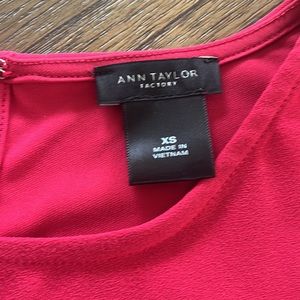 ANN TAYLOR
FACTORY
XS
MADE IN
VIETNAM